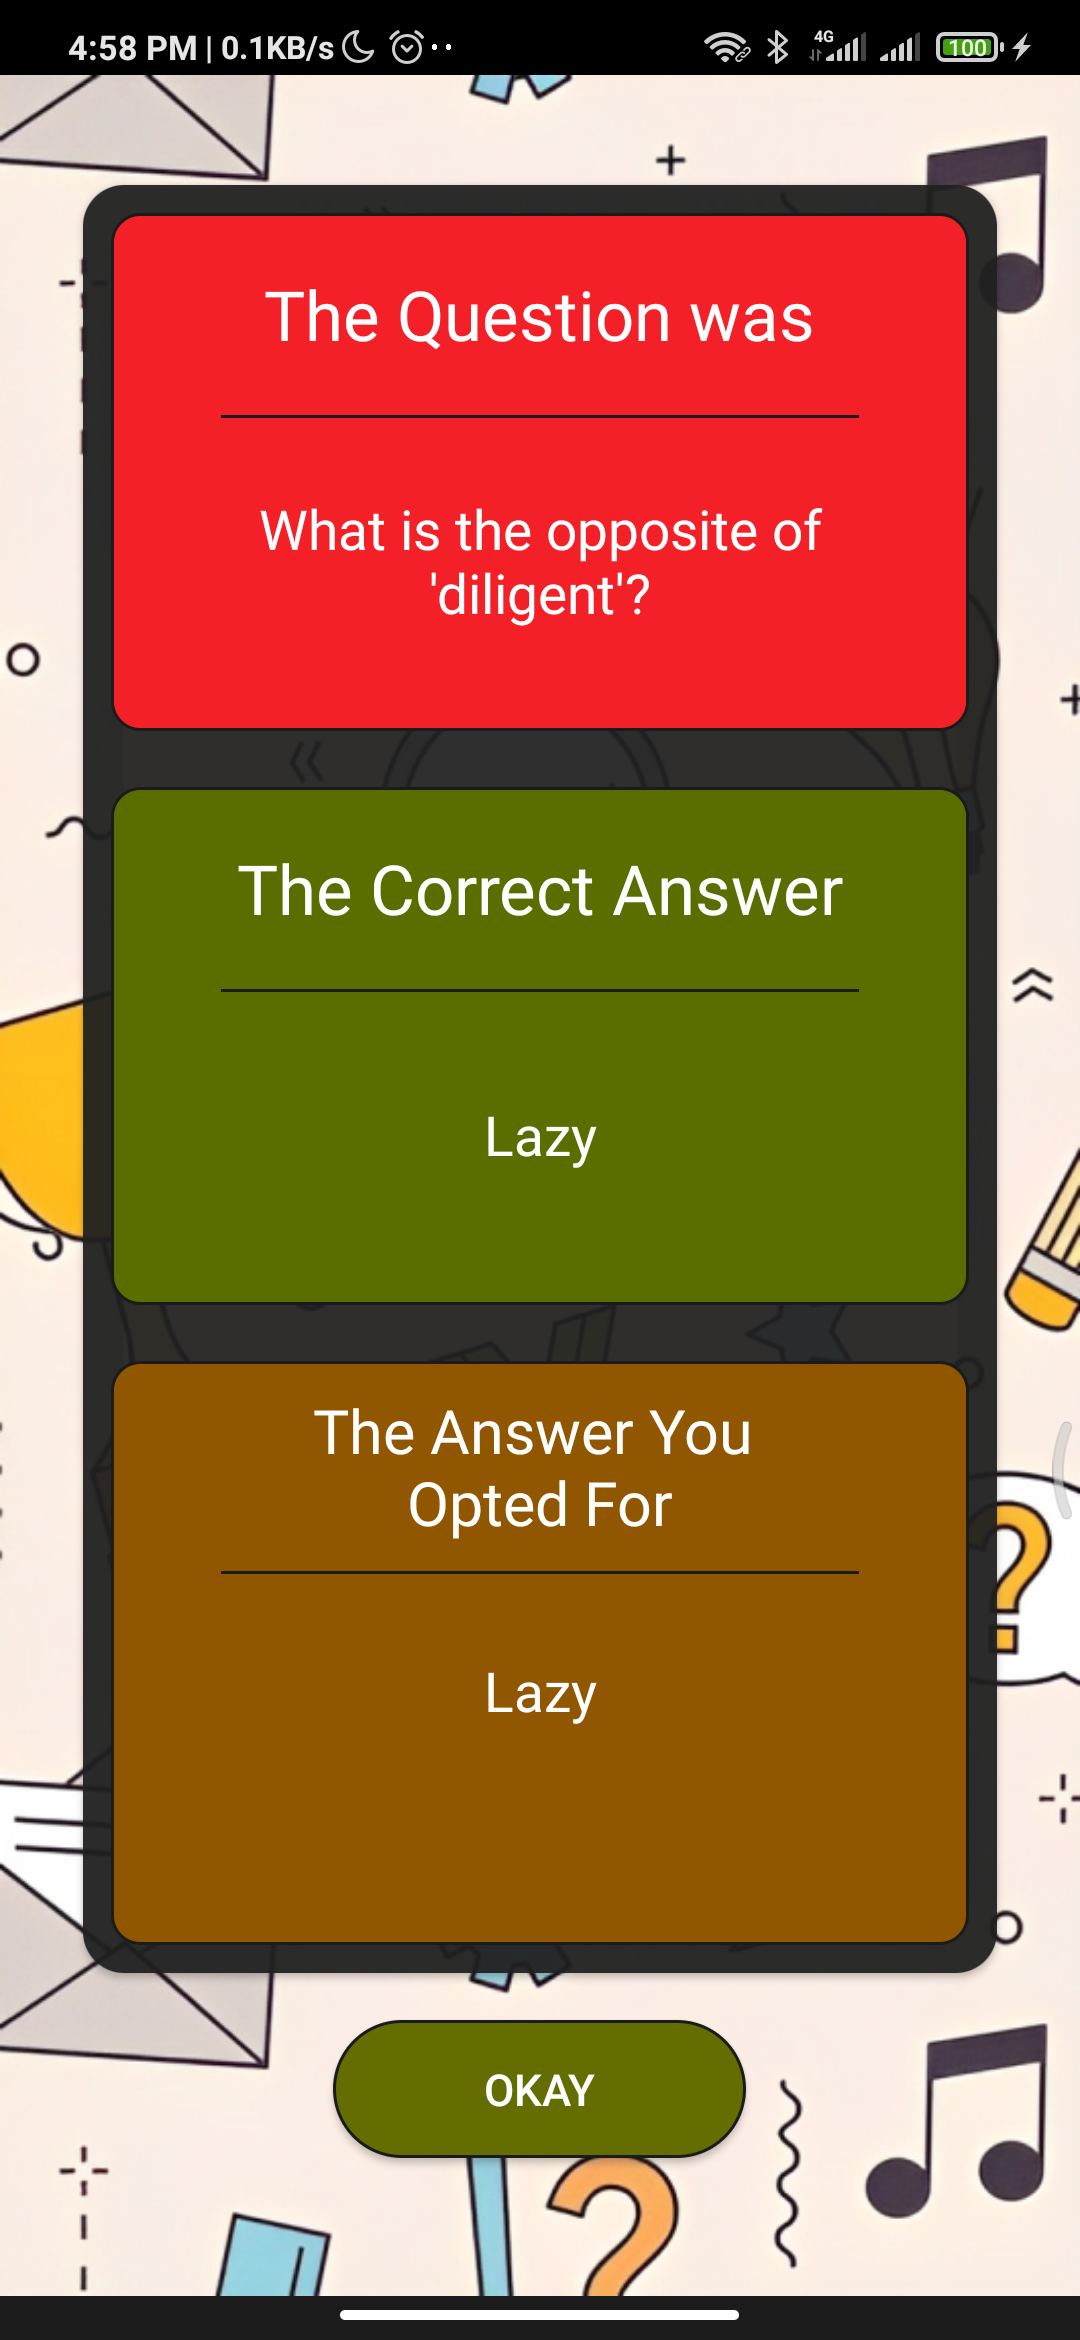 4:58 PM | 0.1KB/s
4G
100
The Question was
What is the opposite of
'diligent'?
The Correct Answer
Lazy
The Answer You
Opted For
Lazy
OKAY